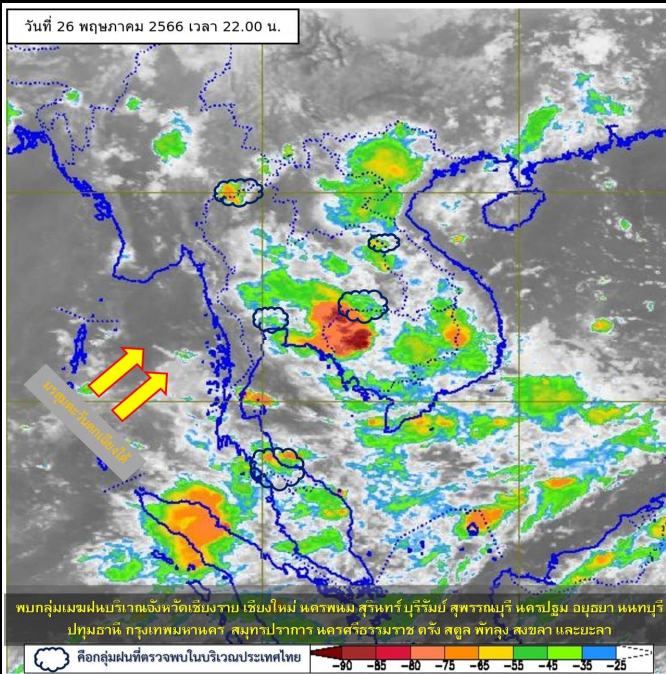 วันที่ 26 พฤษภาคม 2566 เวลา 22.00 น.
มรสุมตะวันตกเฉียงใต้
พบกลุ่มเมฆฝนบริเวณจังหวัดเชียงราย เชียงใหม่ นครพนม สุรินทร์ บุรีรัมย์ สุพรรณบุรี นครปฐม อยุธยา นนทบุรี
ปทุมธานี กรุงเทพมหานคร สมุทรปราการ นครศรีธรรมราช ตรัง สตูล พัทลุง สงขลา และยะลา
คือกลุ่มฝนที่ตรวจพบในบริเวณประเทศไทย
-90 -85 -80 -75 -65 -55 -45 -35 -25